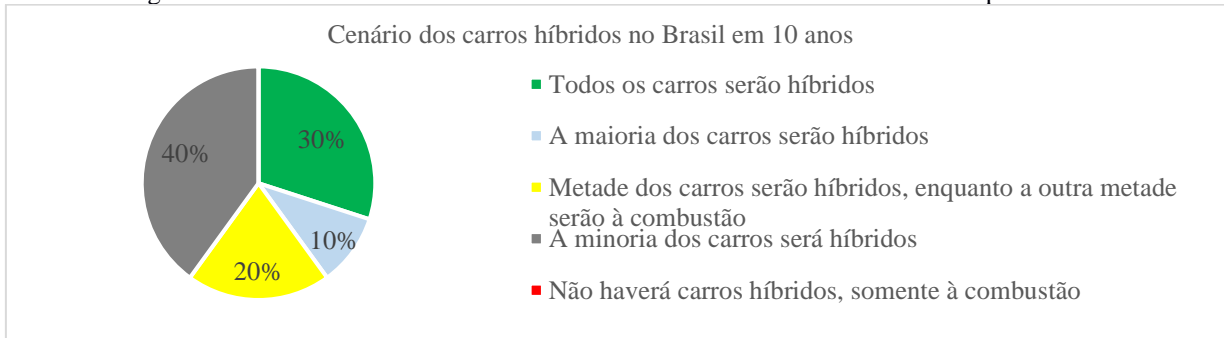 Cenário dos carros híbridos no Brasil em 10 anos
Todos os carros serão híbridos
30%
40%
A maioria dos carros serão híbridos
Metade dos carros serão híbridos, enquanto a outra metade
serão à combustão
10%
A minoria dos carros será híbridos
20%
Não haverá carros híbridos, somente à combustão